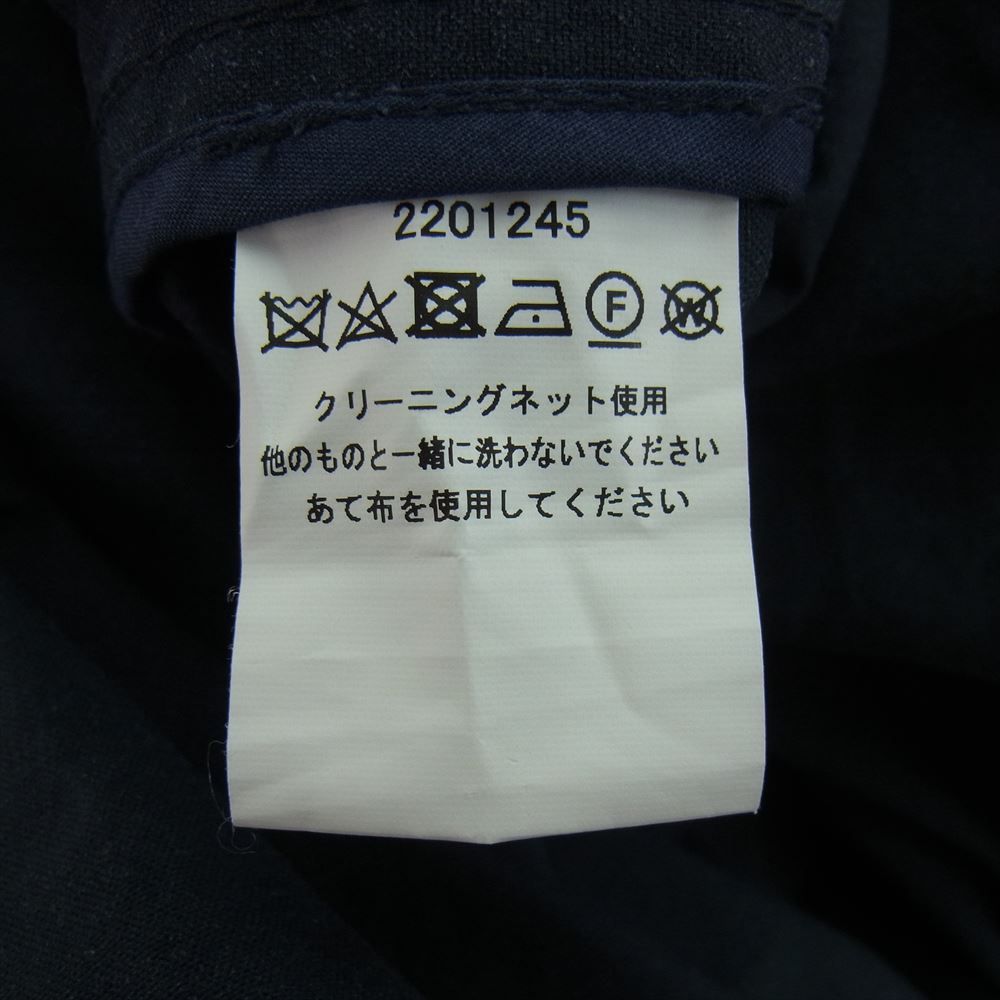 2201245
F W
クリーニングネット使用
他のものと一緒に洗わないでください
あて布を使用してください